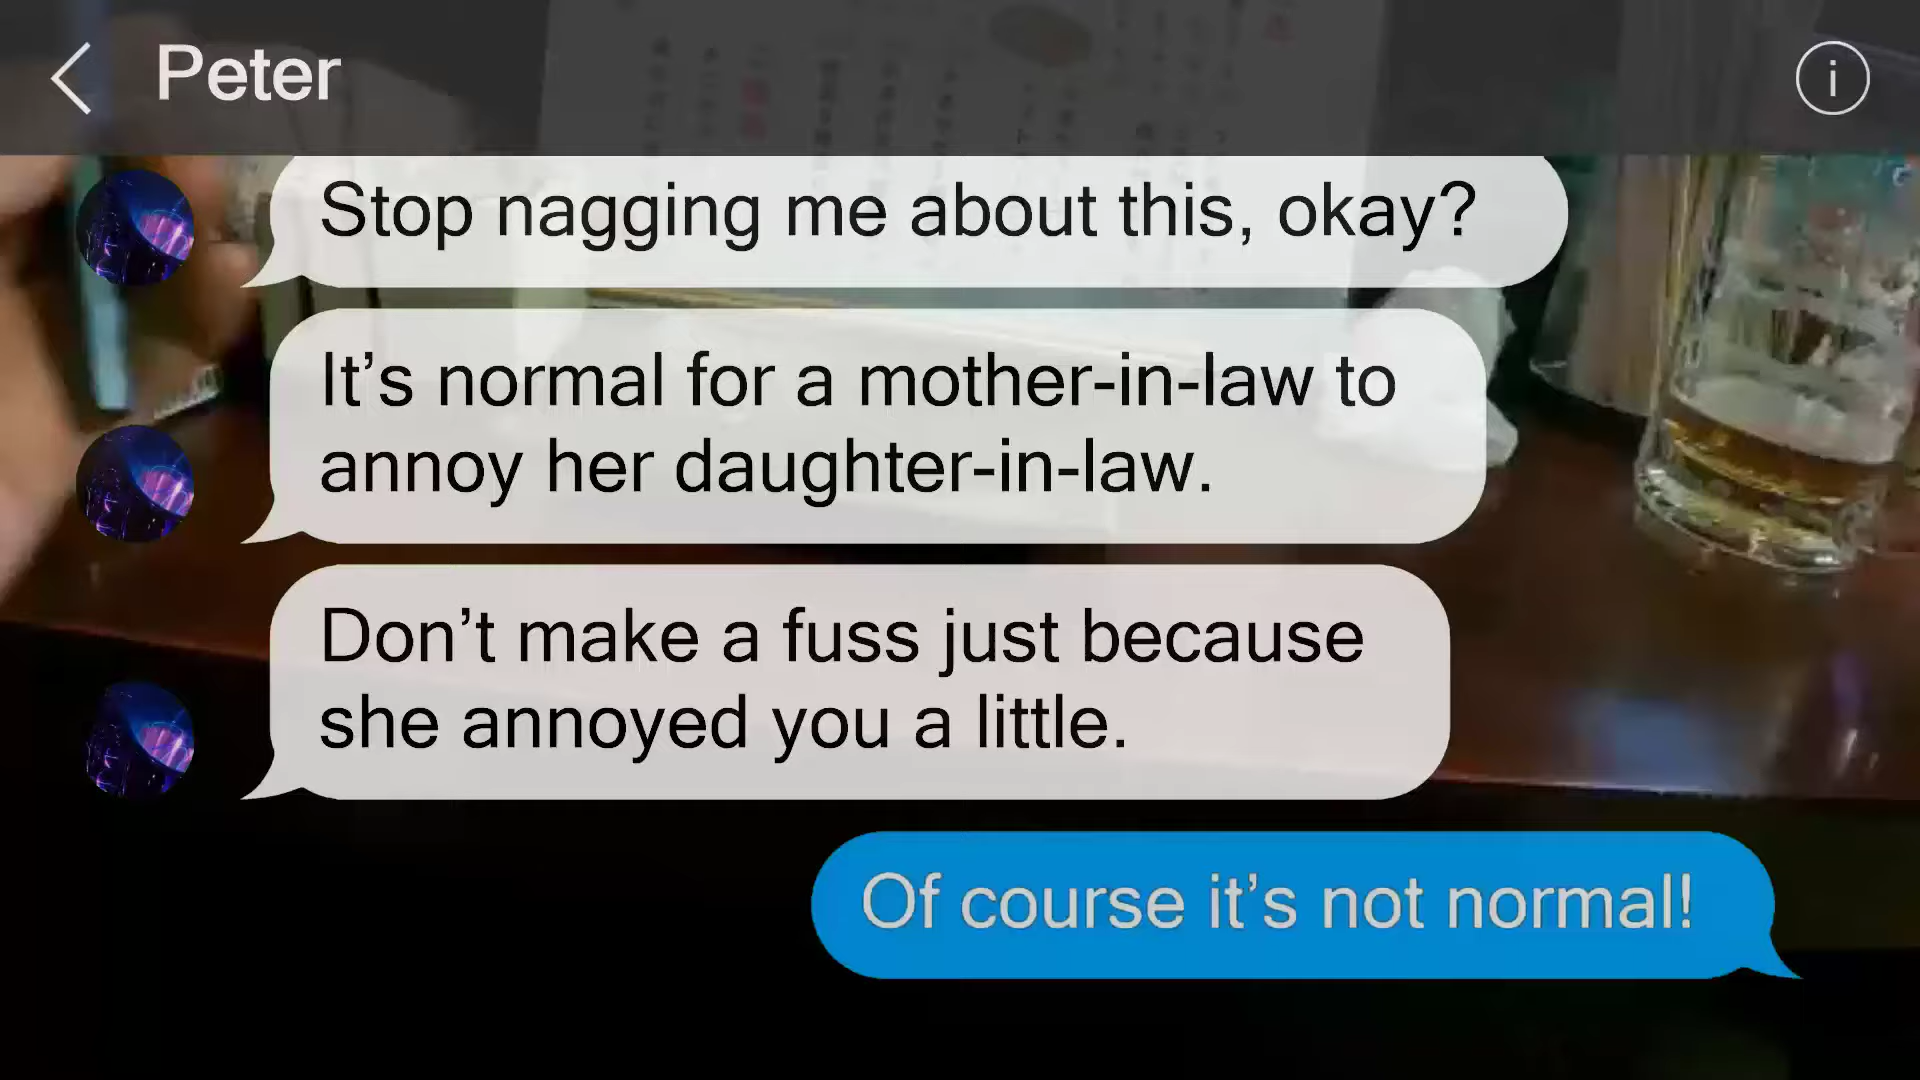 Peter
Stop nagging me about this, okay?
It’s normal for a mother-in-law to
annoy her daughter-in-law.
Don’t make a fuss just because
she annoyed you a little.
Of course it’s not normal!